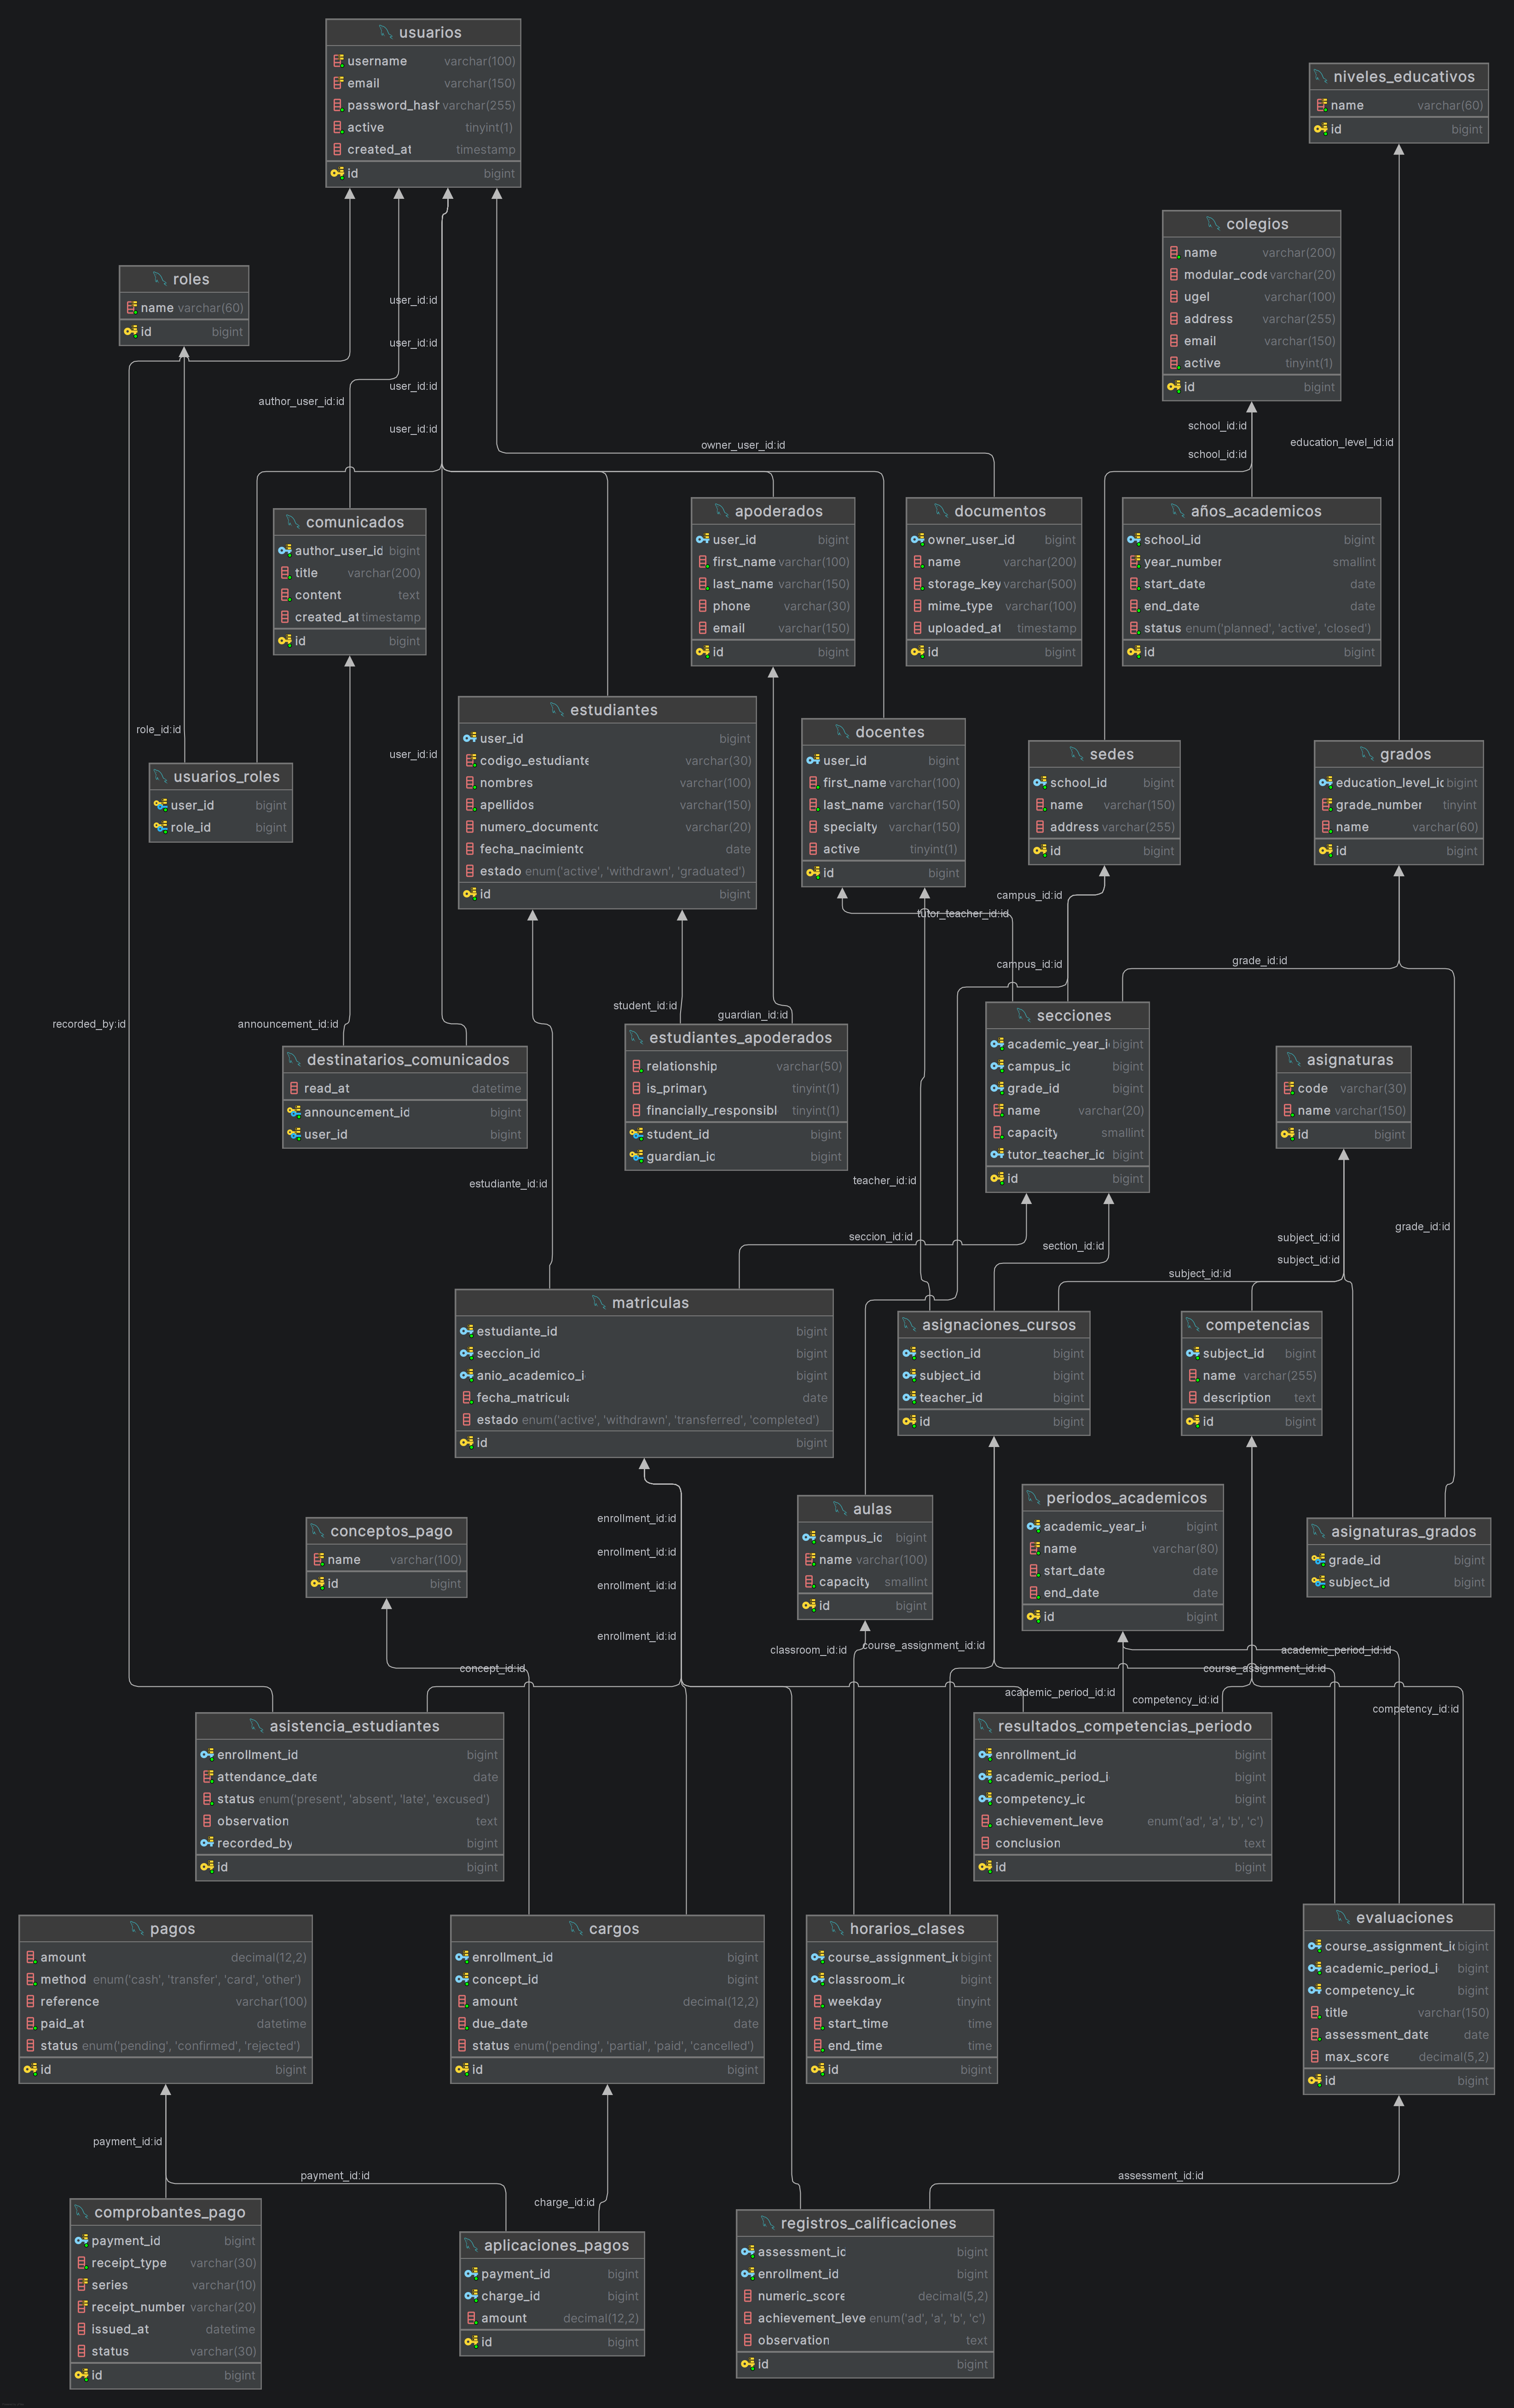 usuarios
username varchar(100)
email varchar(150)
password_hash varchar(255)
active tinyint(1)
created_at timestamp
id bigint
niveles_educativos
name varchar(60)
id bigint
colegios
name varchar(200)
modular_code varchar(20)
ugel varchar(100)
address varchar(255)
email varchar(150)
active tinyint(1)
id bigint
roles
name varchar(60)
id bigint
user_id:id
user_id:id
user_id:id
author_user_id:id
user_id:id
owner_user_id:id
school_id:id
school_id:id
education_level_id:id
comunicados
author_user_id bigint
title varchar(200)
content text
created_at timestamp
id bigint
apoderados
user_id bigint
first_name varchar(100)
last_name varchar(150)
phone varchar(30)
email varchar(150)
id bigint
documentos
owner_user_id bigint
name varchar(200)
storage_key varchar(500)
mime_type varchar(100)
uploaded_at timestamp
id bigint
años_academicos
school_id bigint
year_number smallint
start_date date
end_date date
status enum('planned', 'active', 'closed')
id bigint
role_id:id
user_id:id
usuarios_roles
user_id bigint
role_id bigint
estudiantes
user_id bigint
codigo_estudiante varchar(30)
nombres varchar(100)
apellidos varchar(150)
numero_documento varchar(20)
fecha_nacimiento date
estado enum('active', 'withdrawn', 'graduated')
id bigint
docentes
user_id bigint
first_name varchar(100)
last_name varchar(150)
specialty varchar(150)
active tinyint(1)
id bigint
sedes
school_id bigint
name varchar(150)
address varchar(255)
id bigint
grados
education_level_id bigint
grade_number tinyint
name varchar(60)
id bigint
campus_id:id
tutor_teacher_id:id
campus_id:id
grade_id:id
recorded_by:id
announcement_id:id
student_id:id
guardian_id:id
destinatarios_comunicados
read_at datetime
announcement_id bigint
user_id bigint
estudiantes_apoderados
relationship varchar(50)
is_primary tinyint(1)
financially_responsibl tinyint(1)
student_id bigint
guardian_id bigint
secciones
academic_year_i bigint
campus_id bigint
grade_id bigint
name varchar(20)
capacity smallint
tutor_teacher_id bigint
id bigint
asignaturas
code varchar(30)
name varchar(150)
id bigint
estudiante_id:id
teacher_id:id
seccion_id:id
section_id:id
subject_id:id
subject_id:id
subject_id:id
grade_id:id
matriculas
estudiante_id bigint
seccion_id bigint
anio_academico_i bigint
fecha_matricula date
estado enum('active', 'withdrawn', 'transferred', 'completed')
id bigint
asignaciones_cursos
section_id bigint
subject_id bigint
teacher_id bigint
id bigint
competencias
subject_id bigint
name varchar(255)
description text
id bigint
conceptos_pago
name varchar(100)
id bigint
enrollment_id:id
enrollment_id:id
enrollment_id:id
enrollment_id:id
aulas
campus_id bigint
name varchar(100)
capacity smallint
id bigint
periodos_academicos
academic_year_i bigint
name varchar(80)
start_date date
end_date date
id bigint
asignaturas_grados
grade_id bigint
subject_id bigint
concept_id:id
classroom_id:id
course_assignment_id:id
academic_period_id:id
course_assignment_id:id
academic_period_id:id
competency_id:id
competency_id:id
asistencia_estudiantes
enrollment_id bigint
attendance_date date
status enum('present', 'absent', 'late', 'excused')
observation text
recorded_by bigint
id bigint
resultados_competencias_periodo
enrollment_id bigint
academic_period_i bigint
competency_id bigint
achievement_leve enum('ad', 'a', 'b', 'c')
conclusion text
id bigint
pagos
amount decimal(12,2)
method enum('cash', 'transfer', 'card', 'other')
reference varchar(100)
paid_at datetime
status enum('pending', 'confirmed', 'rejected')
id bigint
cargos
enrollment_id bigint
concept_id bigint
amount decimal(12,2)
due_date date
status enum('pending', 'partial', 'paid', 'cancelled')
id bigint
horarios_clases
course_assignment_id bigint
classroom_id bigint
weekday tinyint
start_time time
end_time time
id bigint
evaluaciones
course_assignment_id bigint
academic_period_i bigint
competency_id bigint
title varchar(150)
assessment_date date
max_score decimal(5,2)
id bigint
payment_id:id
payment_id:id
charge_id:id
assessment_id:id
comprobantes_pago
payment_id bigint
receipt_type varchar(30)
series varchar(10)
receipt_number varchar(20)
issued_at datetime
status varchar(30)
id bigint
aplicaciones_pagos
payment_id bigint
charge_id bigint
amount decimal(12,2)
id bigint
registros_calificaciones
assessment_id bigint
enrollment_id bigint
numeric_score decimal(5,2)
achievement_leve enum('ad', 'a', 'b', 'c')
observation text
id bigint